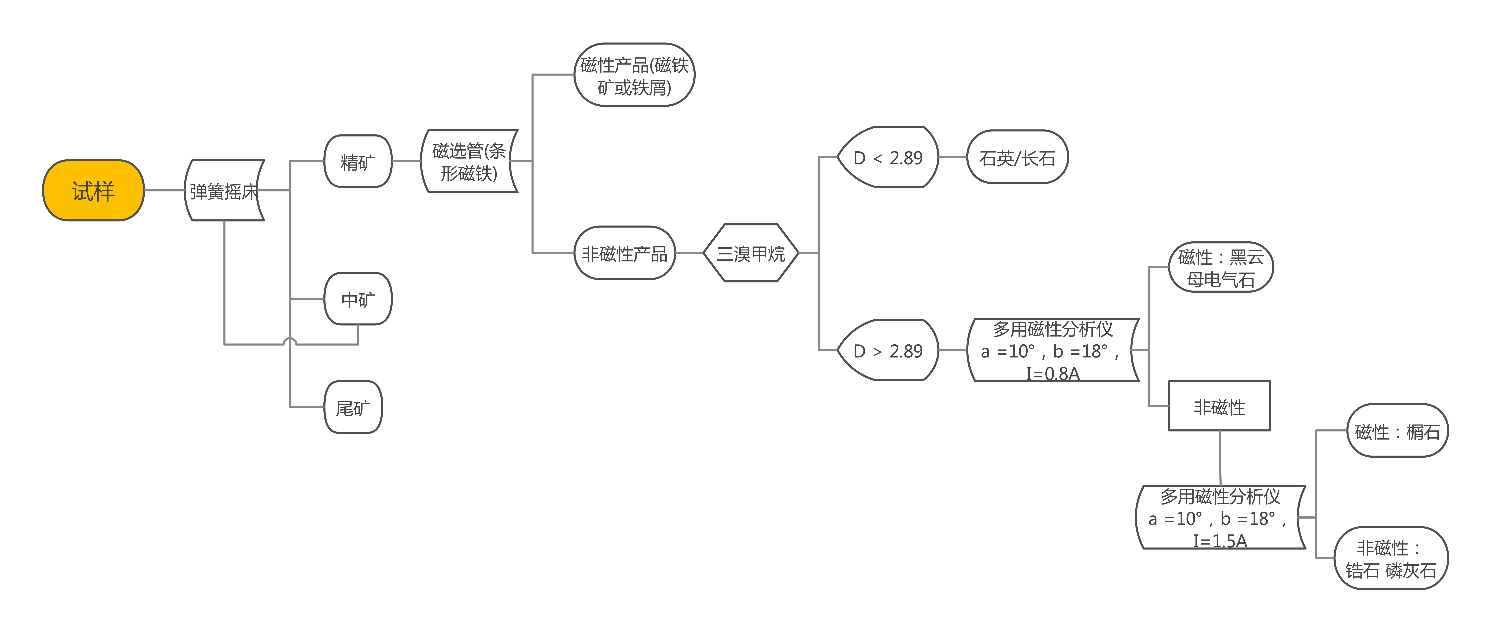 试样
弹簧摇床
精矿
中矿
尾矿
磁选管(条
形磁铁)
磁性产品(磁铁
矿或铁屑)
非磁性产品
三溴甲烷
D < 2.89
石英/长石
D > 2.89
多用磁性分析仪
a =10°，b =18°，
I=0.8A
磁性：黑云
母电气石
非磁性
多用磁性分析仪
a =10°，b =18°，
I=1.5A
磁性：榍石
非磁性：
锆石 磷灰石